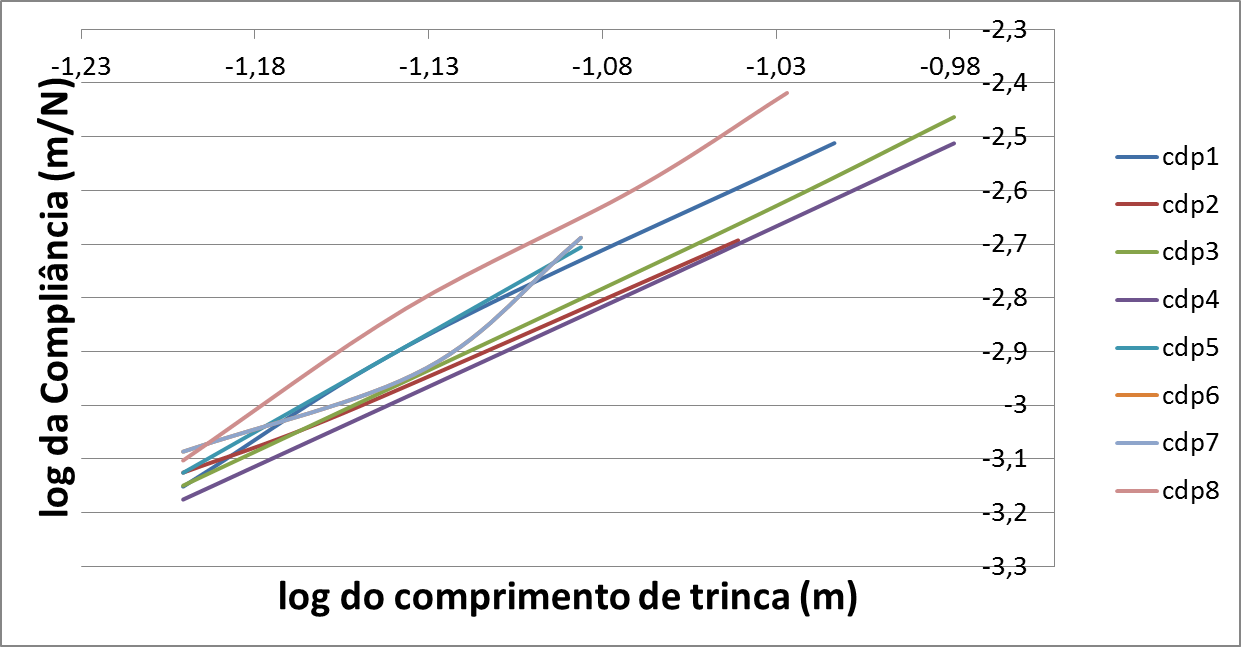 -2,3
-1,23 -1,18 -1,13 -1,08 -1,03 -0,98
-2,4
-2,5
-2,6
-2,7
-2,8
-2,9
-3
-3,1
-3,2
-3,3
log da Compliância (m/N)
log do comprimento de trinca (m)
cdp1
cdp2
cdp3
cdp4
cdp5
cdp6
cdp7
cdp8